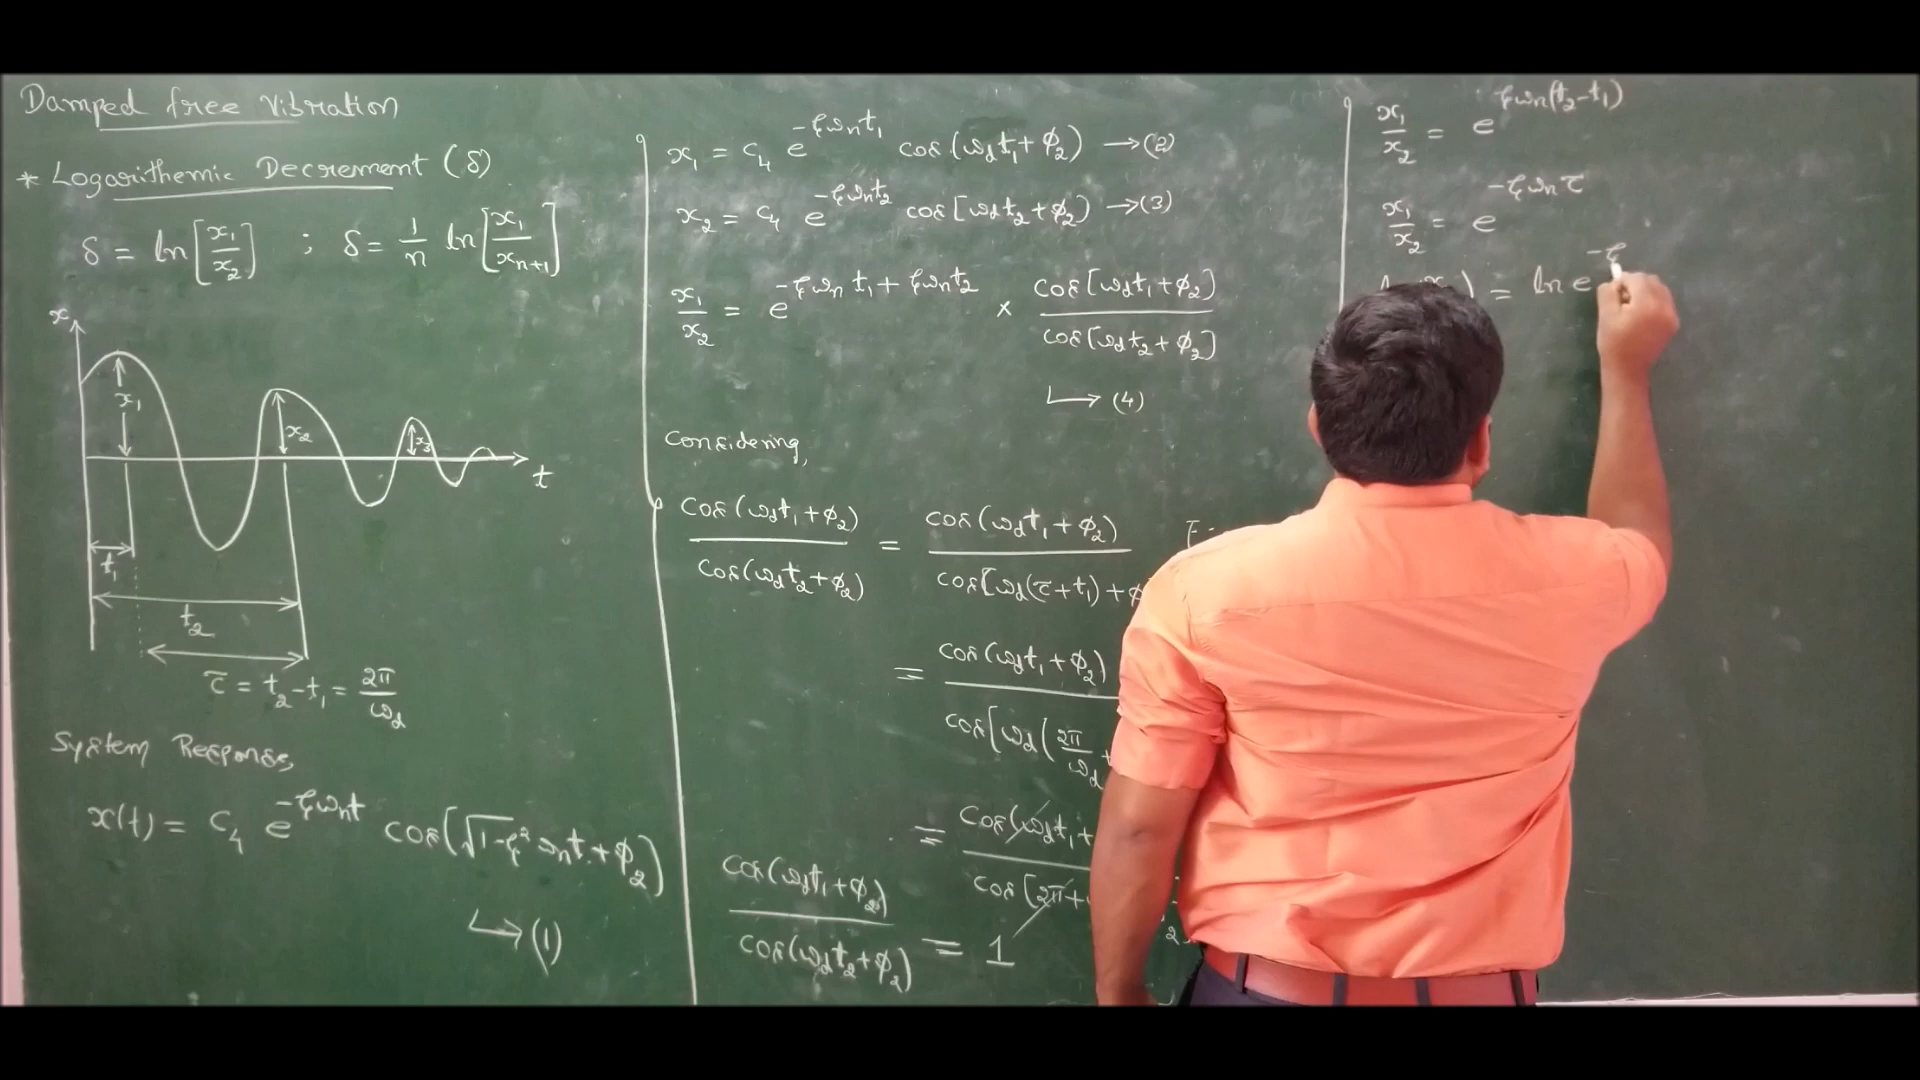 Damped free Vibration
* Logarithemic Decrement (δ)
δ = ln[x₁/x₂] ; δ = 1/n ln[x₁/xₙ₊₁]
x
x₁
x₂
x₃
t
t₁
t₂
τ = t₂-t₁ = 2π/ω_d
System Response,
x(t) = C₄ e^(-ξωₙt) cos(√(1-ξ²) ωₙt + φ₂)
↳ (1)
x₁ = C₄ e^(-ξωₙt₁) cos(ω_d t₁ + φ₂) → (2)
x₂ = C₄ e^(-ξωₙt₂) cos[ω_d t₂ + φ₂) → (3)
x₁/x₂ = e^(-ξωₙ t₁ + ξωₙt₂) × cos[ω_d t₁ + φ₂)/cos[ω_d t₂ + φ₂]
↳ (4)
Considering,
cos(ω_d t₁ + φ₂)/cos(ω_d t₂ + φ₂) = cos(ω_d t₁ + φ₂)/cos[ω_d(τ + t₁) + φ
= cos(ω_d t₁ + φ₂)/cos[ω_d(2π/ω_d +
= cos(ω_d t₁ +/cos[2π +
cos(ω_d t₁ + φ₂)/cos(ω_d t₂ + φ₂) = 1
x₁/x₂ = e^(ξωₙ(t₂-t₁))
x₁/x₂ = e^(-ξωₙτ)
) = ln e^(-ξ